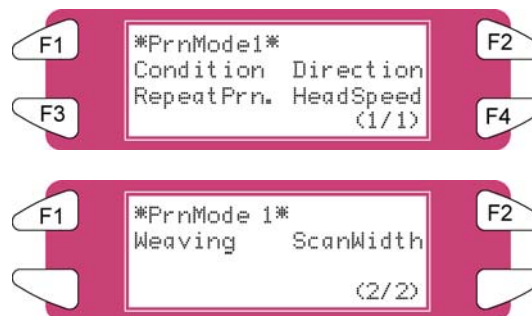 F1
F2
*PrnMode1*
Condition Direction
RepeatPrn. HeadSpeed
(1/1)
F3
F4
F1
F2
*PrnMode 1*
Weaving ScanWidth
(2/2)